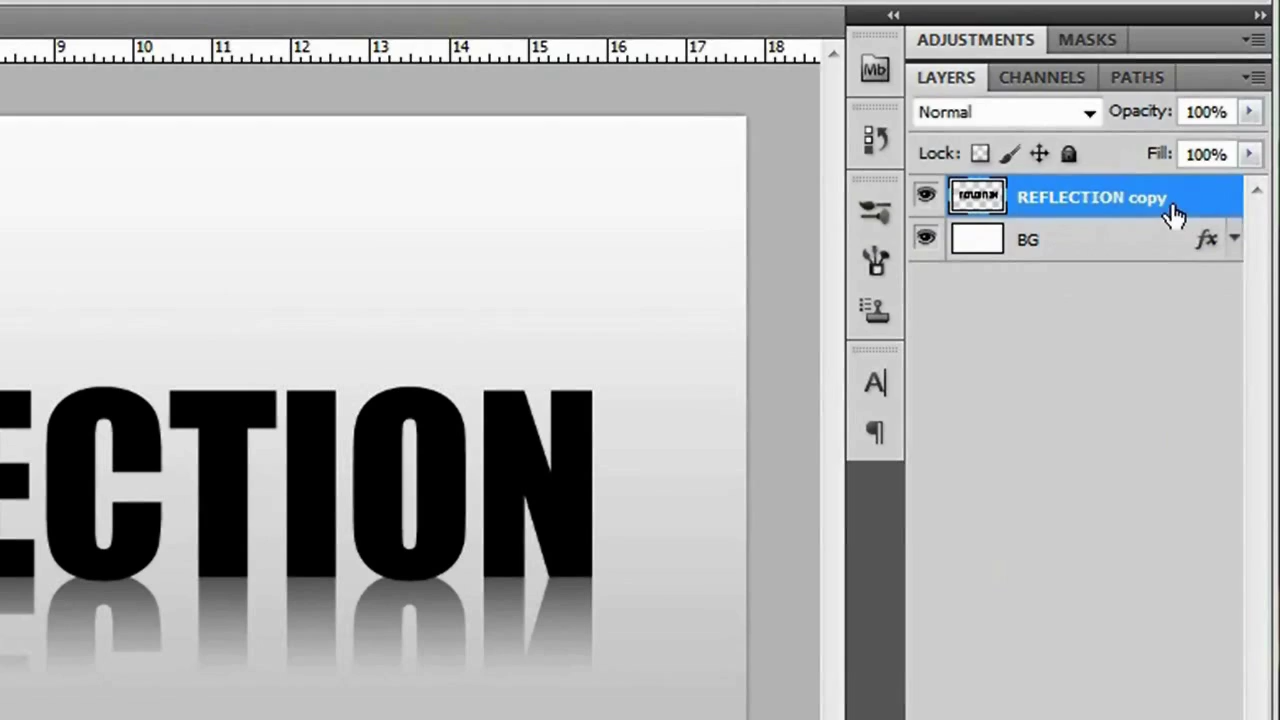 9 10 11 12 13 14 15 16 17 18
ADJUSTMENTS MASKS
LAYERS CHANNELS PATHS
Normal Opacity: 100%
Lock: Fill: 100%
REFLECTION copy
BG fx
Mb
A
¶
ECTION